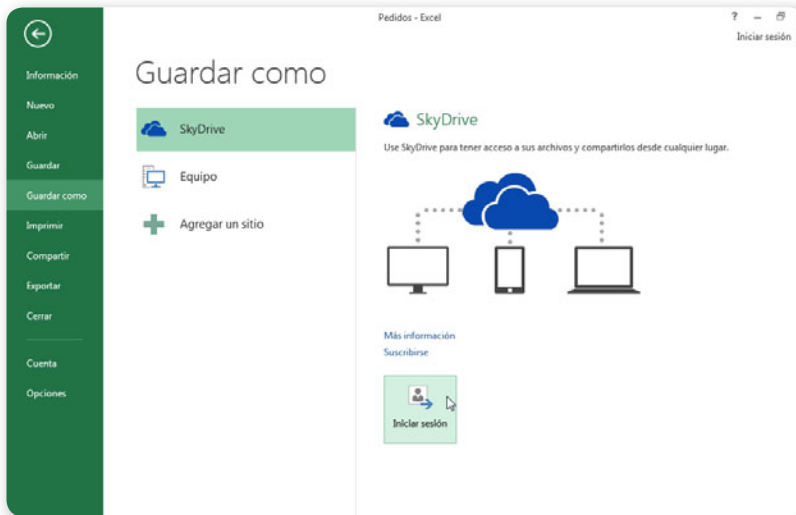 Pedidos - Excel
?
Iniciar sesión
Información
Nuevo
Abrir
Guardar
Guardar como
Imprimir
Compartir
Exportar
Cerrar
Cuenta
Opciones
Guardar como
SkyDrive
Equipo
Agregar un sitio
SkyDrive
Use SkyDrive para tener acceso a sus archivos y compartirlos desde cualquier lugar.
Más información
Suscribirse
Iniciar sesión